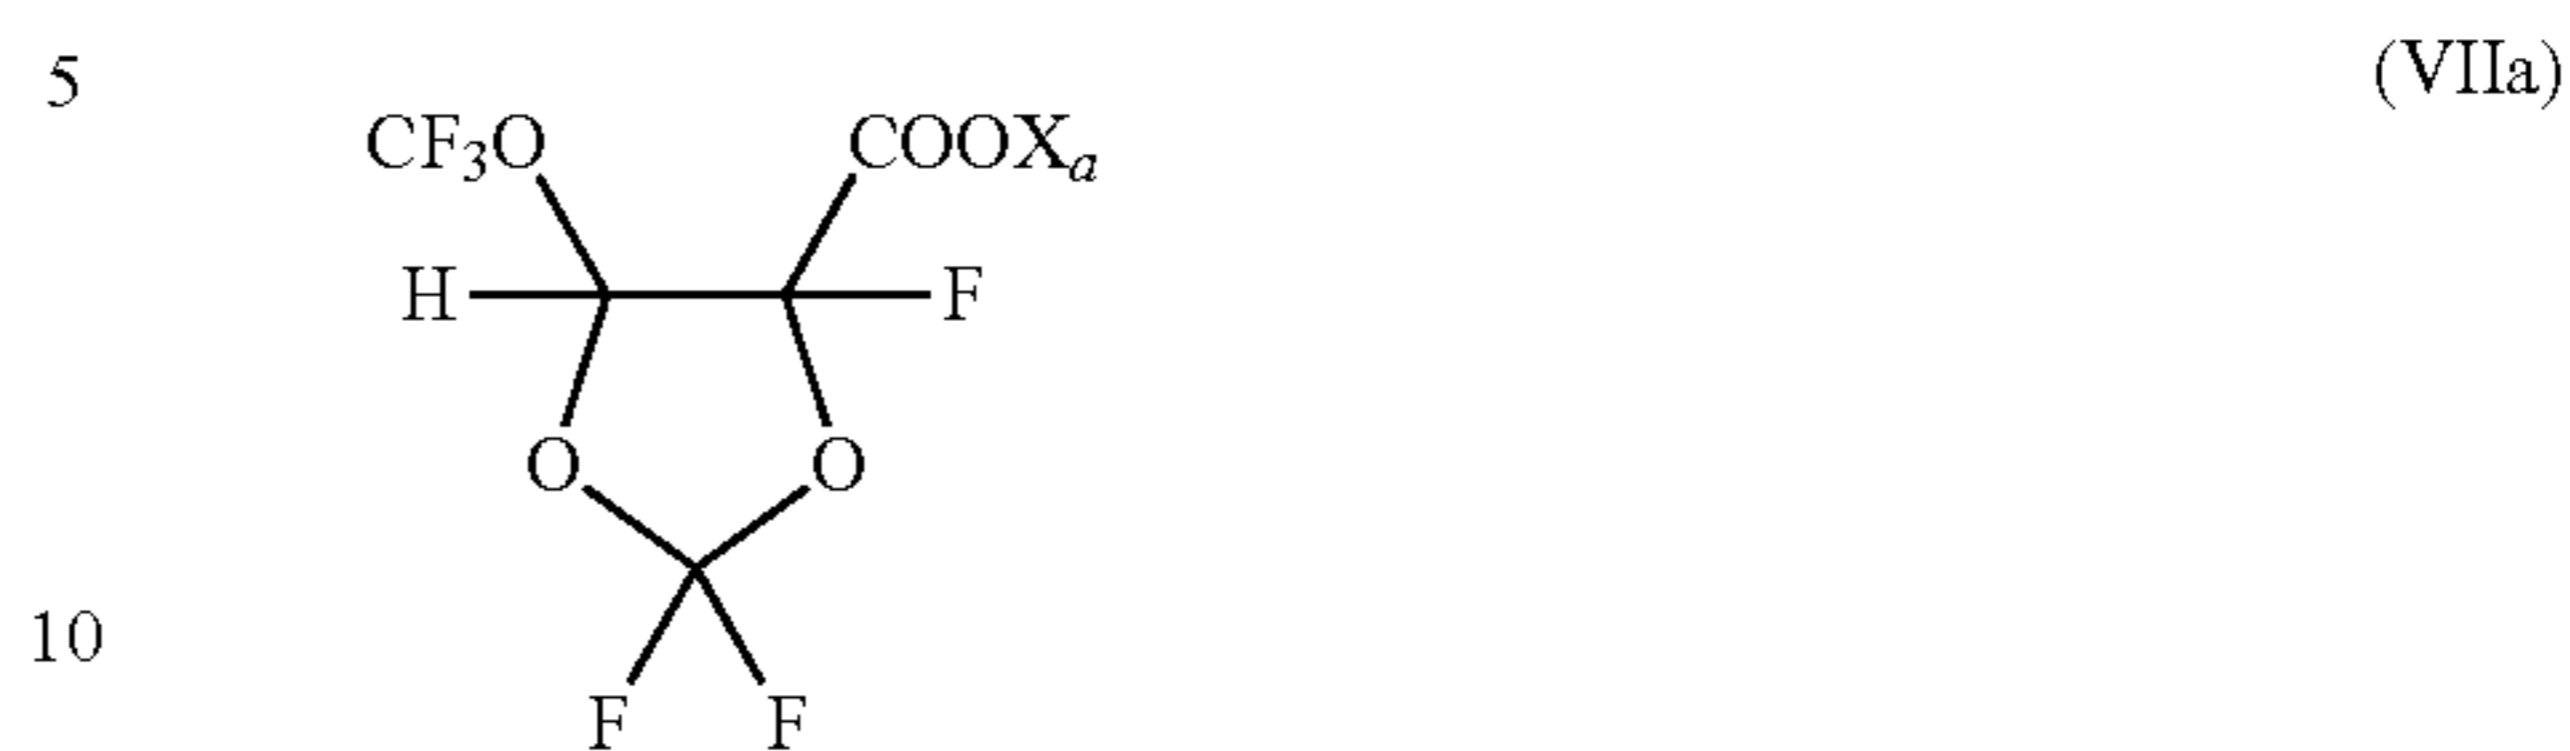 5 (VIIa)
CF₃O COOXₐ
H F
O O
10
F F